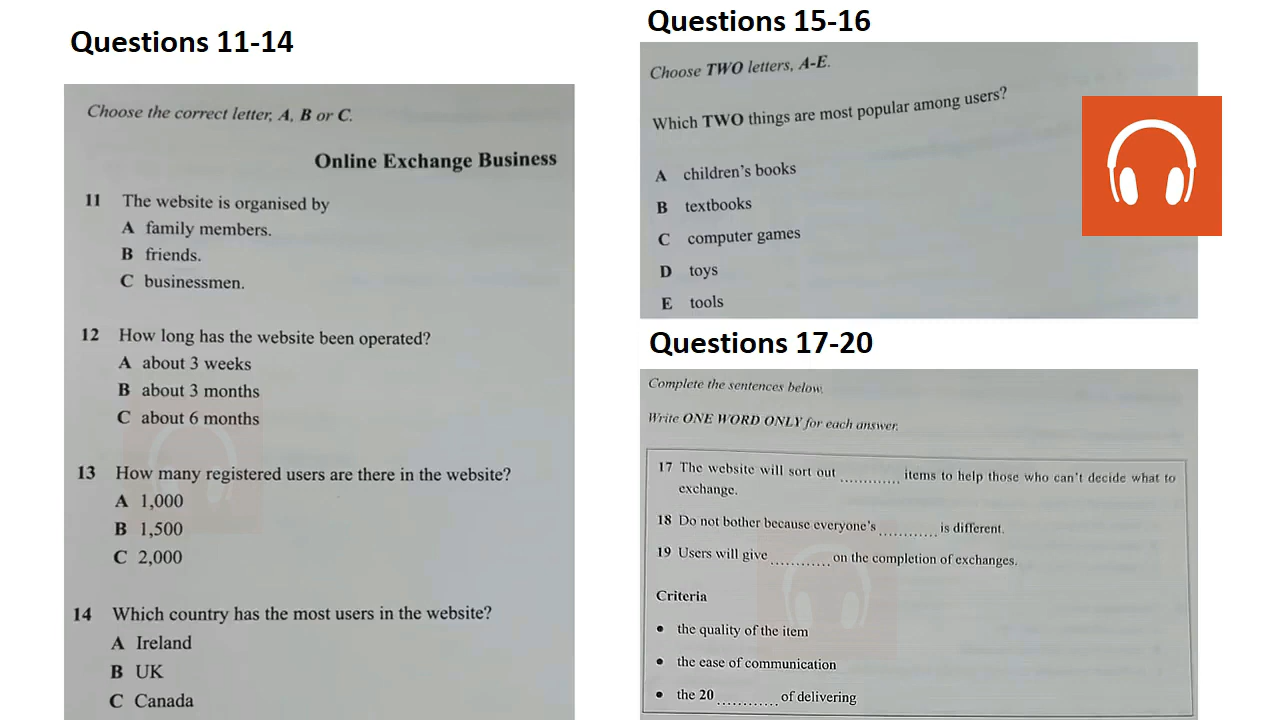 Questions 11-14
Choose the correct letter, A, B or C.
Online Exchange Business
11 The website is organised by
A family members.
B friends.
C businessmen.
12 How long has the website been operated?
A about 3 weeks
B about 3 months
C about 6 months
13 How many registered users are there in the website?
A 1,000
B 1,500
C 2,000
14 Which country has the most users in the website?
A Ireland
B UK
C Canada
Questions 15-16
Choose TWO letters, A-E.
Which TWO things are most popular among users?
A children's books
B textbooks
C computer games
D toys
E tools
Questions 17-20
Complete the sentences below.
Write ONE WORD ONLY for each answer.
17 The website will sort out ............ items to help those who can't decide what to
exchange.
18 Do not bother because everyone's ............ is different.
19 Users will give ............ on the completion of exchanges.
Criteria
• the quality of the item
• the ease of communication
• the 20 ............ of delivering